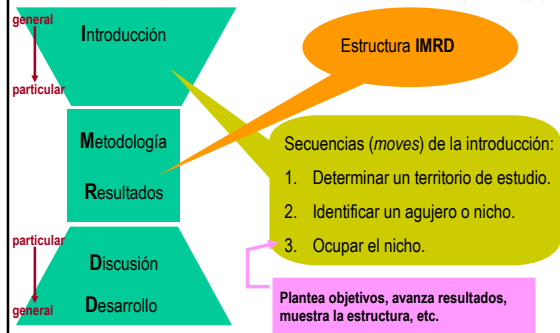 general
Introducción
particular
Estructura IMRD
Metodología
Resultados
Secuencias (moves) de la introducción:
1. Determinar un territorio de estudio.
2. Identificar un agujero o nicho.
3. Ocupar el nicho.
particular
Discusión
Desarrollo
general
Plantea objetivos, avanza resultados,
muestra la estructura, etc.